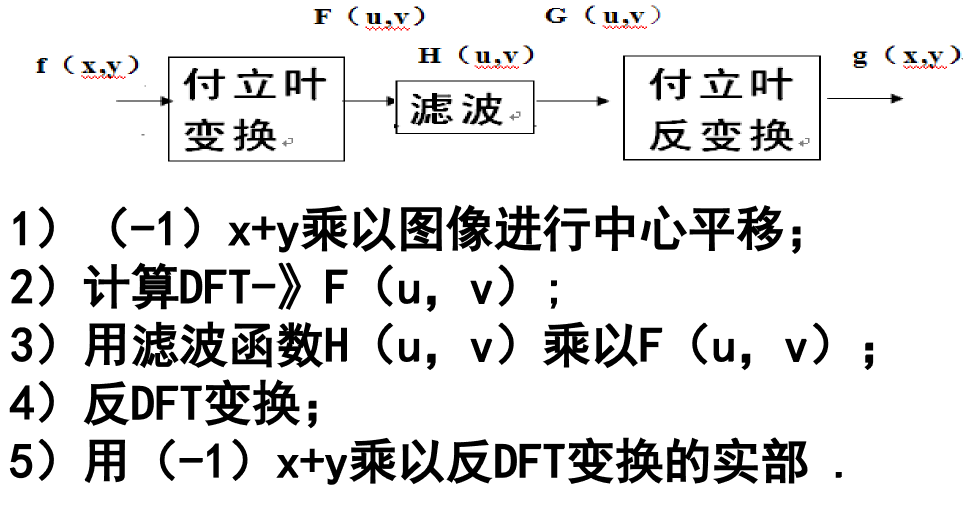 F（u,v） G（u,v）
f（x,y） H（u,v） g（x,y）
付立叶 滤波 付立叶
变换 反变换
1）（-1）x+y乘以图像进行中心平移；
2）计算DFT-》F（u，v）;
3）用滤波函数H（u，v）乘以F（u，v）；
4）反DFT变换；
5）用（-1）x+y乘以反DFT变换的实部 .